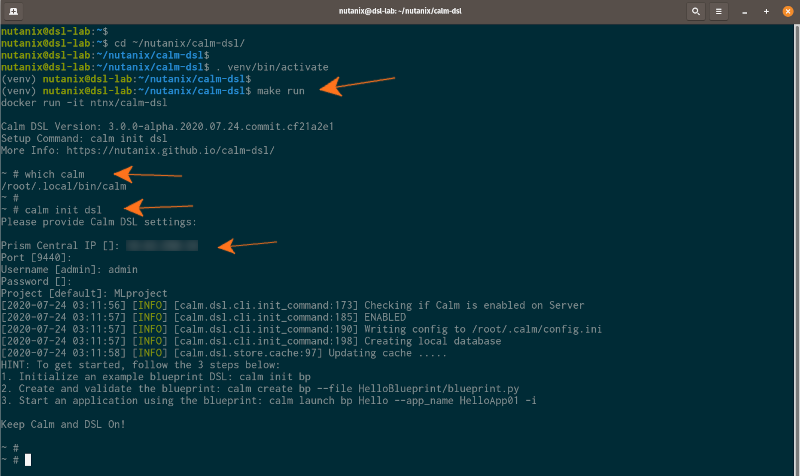 nutanix@dsl-lab: ~/nutanix/calm-dsl
nutanix@dsl-lab:~$
nutanix@dsl-lab:~$ cd ~/nutanix/calm-dsl/
nutanix@dsl-lab:~/nutanix/calm-dsl$
nutanix@dsl-lab:~/nutanix/calm-dsl$ . venv/bin/activate
(venv) nutanix@dsl-lab:~/nutanix/calm-dsl$
(venv) nutanix@dsl-lab:~/nutanix/calm-dsl$ make run
docker run -it ntnx/calm-dsl
Calm DSL Version: 3.0.0-alpha.2020.07.24.commit.cf21a2e1
Setup Command: calm init dsl
More Info: https://nutanix.github.io/calm-dsl/
~ # which calm
/root/.local/bin/calm
~ #
~ # calm init dsl
Please provide Calm DSL settings:
Prism Central IP []:
Port [9440]:
Username [admin]: admin
Password []:
Project [default]: MLproject
[2020-07-24 03:11:56] [INFO] [calm.dsl.cli.init_command:173] Checking if Calm is enabled on Server
[2020-07-24 03:11:57] [INFO] [calm.dsl.cli.init_command:185] ENABLED
[2020-07-24 03:11:57] [INFO] [calm.dsl.cli.init_command:190] Writing config to /root/.calm/config.ini
[2020-07-24 03:11:57] [INFO] [calm.dsl.cli.init_command:198] Creating local database
[2020-07-24 03:11:58] [INFO] [calm.dsl.store.cache:97] Updating cache .....
HINT: To get started, follow the 3 steps below:
1. Initialize an example blueprint DSL: calm init bp
2. Create and validate the blueprint: calm create bp --file HelloBlueprint/blueprint.py
3. Start an application using the blueprint: calm launch bp Hello --app_name HelloApp01 -i
Keep Calm and DSL On!
~ #
~ #